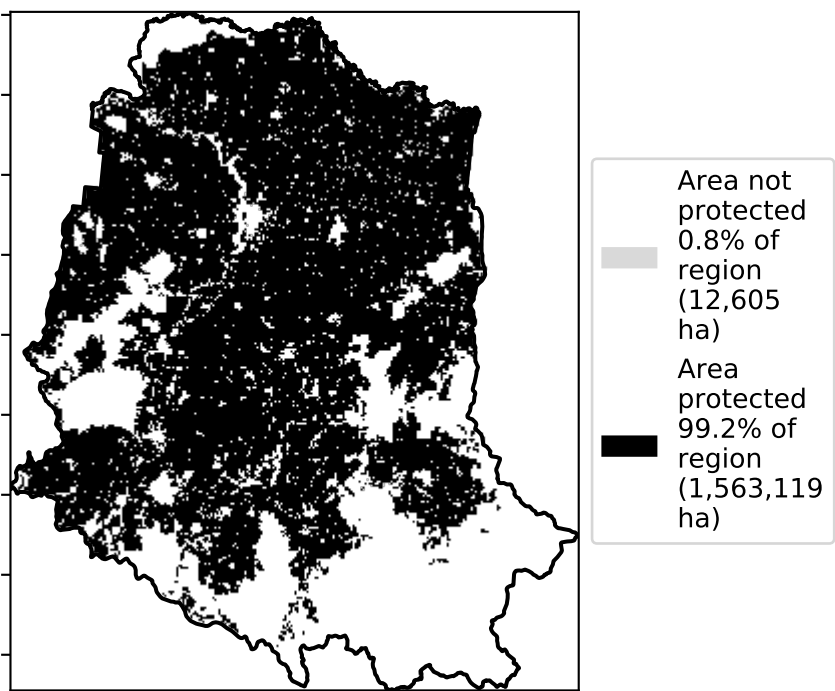 Area not
protected
0.8% of
region
(12,605
ha)
Area
protected
99.2% of
region
(1,563,119
ha)